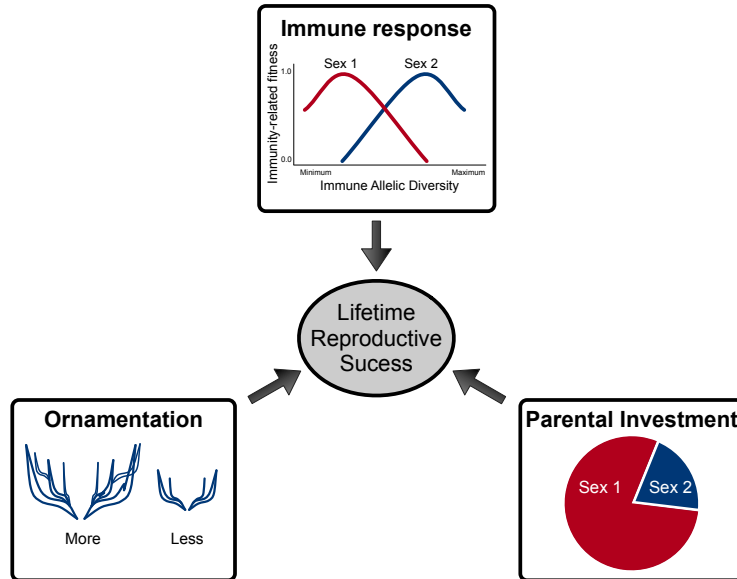 Immune response
Sex 1 Sex 2
Immunity-related fitness
1.0
0.0
Minimum Maximum
Immune Allelic Diversity
Lifetime
Reproductive
Sucess
Ornamentation
More Less
Parental Investment
Sex 1 Sex 2